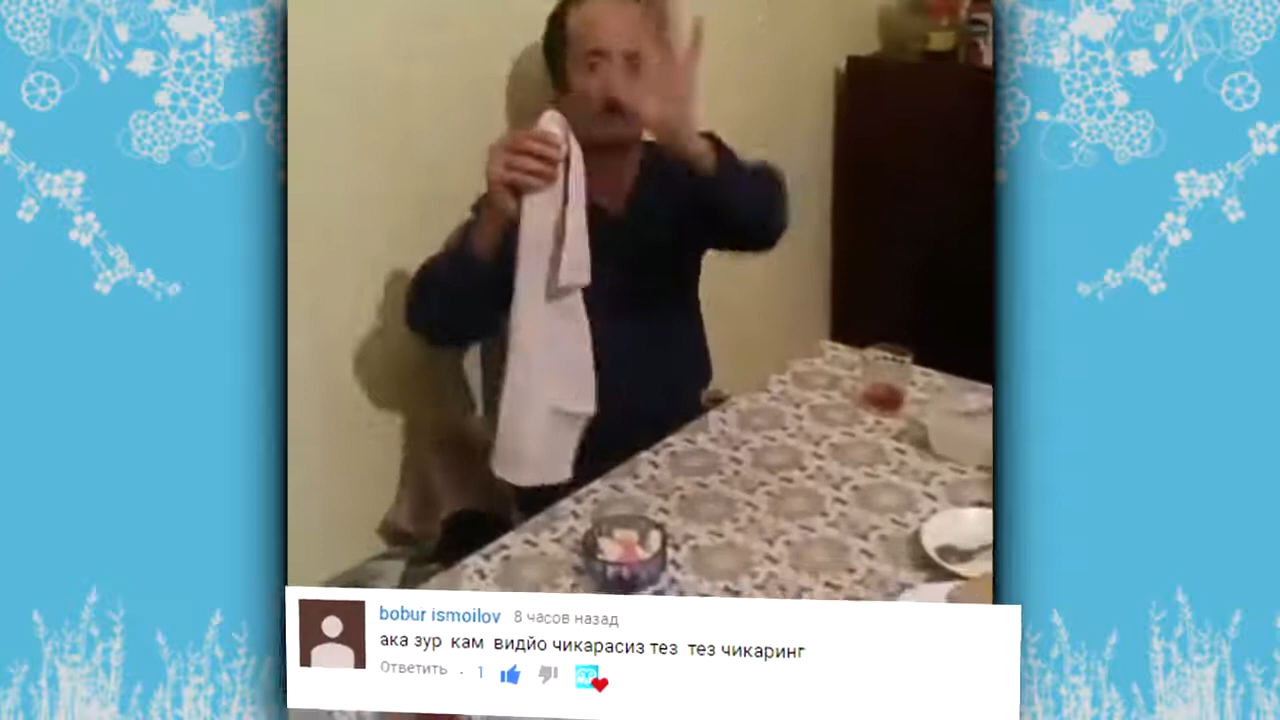 bobur ismoilov 8 часов назад
ака зур кам видйо чикарасиз тез тез чикаринг
Ответить · 1